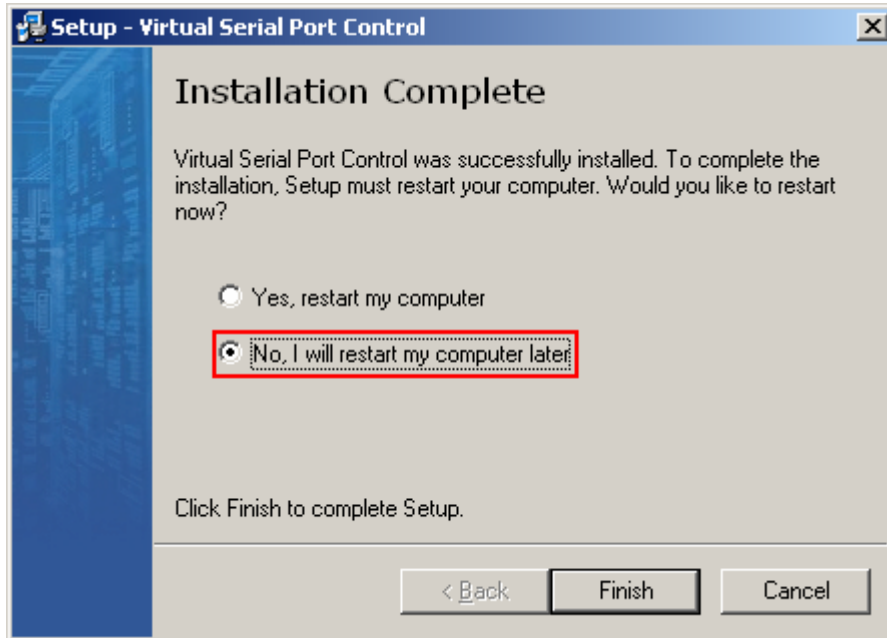 Setup - Virtual Serial Port Control
Installation Complete
Virtual Serial Port Control was successfully installed. To complete the
installation, Setup must restart your computer. Would you like to restart
now?
Yes, restart my computer
No, I will restart my computer later
Click Finish to complete Setup.
< Back
Finish
Cancel